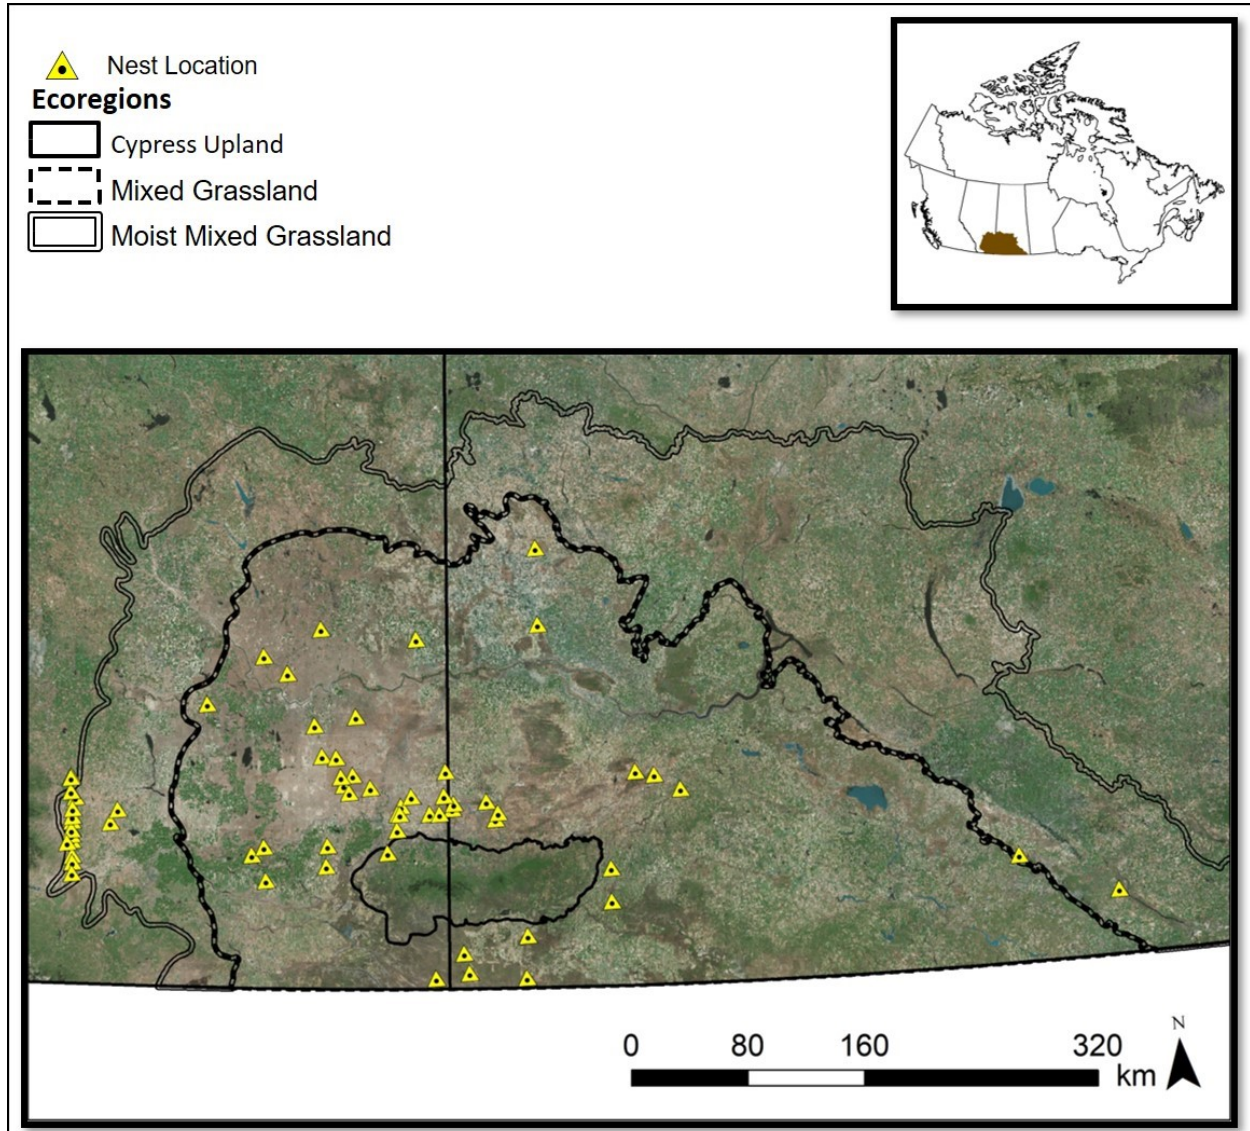 Nest Location
Ecoregions
Cypress Upland
Mixed Grassland
Moist Mixed Grassland
0 80 160 320
km
N